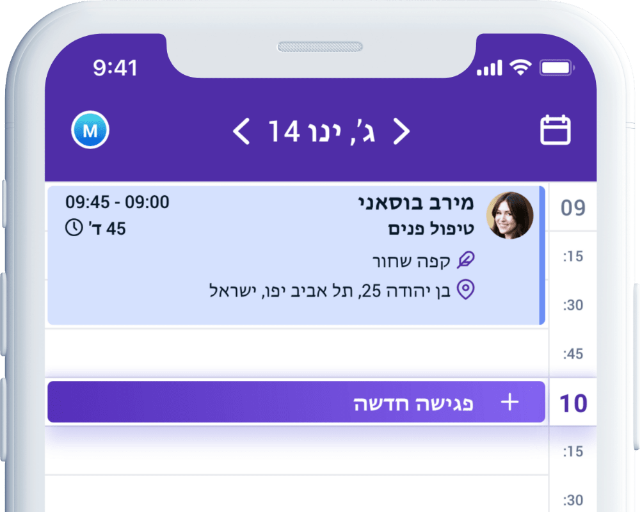 9:41
M
ג׳, ינו 14
09
מירב בוסאני
09:00 - 09:45
טיפול פנים
45 ד׳
:15
קפה שחור
בן יהודה 25, תל אביב יפו, ישראל
:30
:45
10
פגישה חדשה
:15
:30